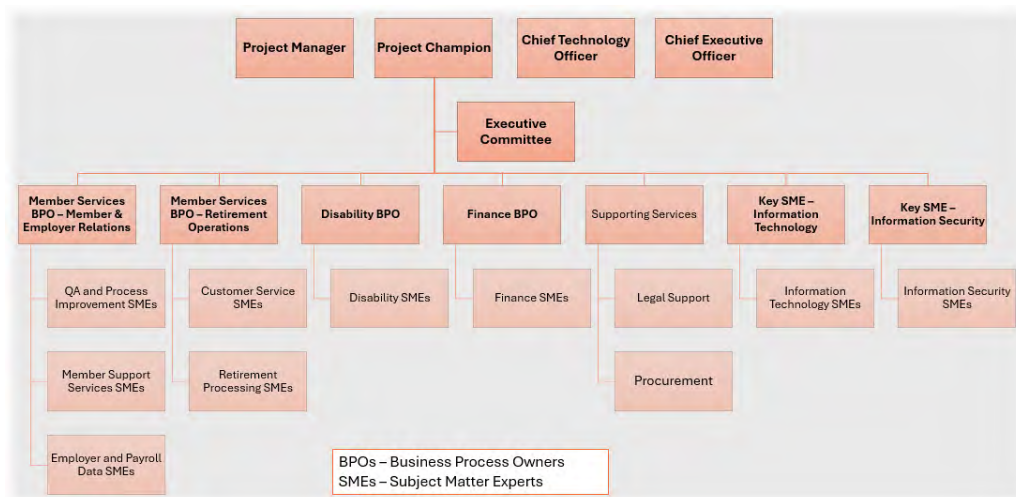 Project Manager
Project Champion
Chief Technology
Officer
Chief Executive
Officer
Executive
Committee
Member Services
BPO – Member &
Employer Relations
Member Services
BPO – Retirement
Operations
Disability BPO
Finance BPO
Supporting Services
Key SME –
Information
Technology
Key SME –
Information Security
QA and Process
Improvement SMEs
Customer Service
SMEs
Disability SMEs
Finance SMEs
Legal Support
Information
Technology SMEs
Information Security
SMEs
Member Support
Services SMEs
Retirement
Processing SMEs
Procurement
Employer and Payroll
Data SMEs
BPOs – Business Process Owners
SMEs – Subject Matter Experts